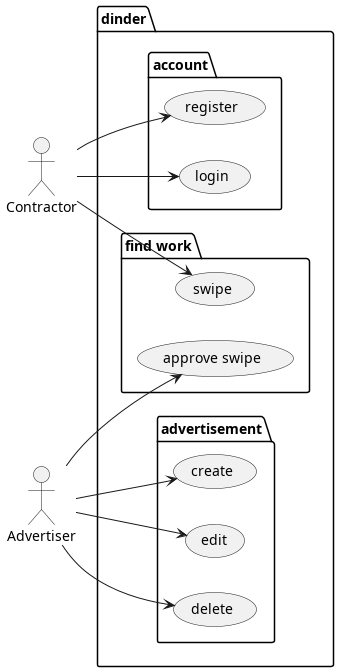 dinder
account
register
login
Contractor
find work
swipe
approve swipe
advertisement
create
Advertiser
edit
delete